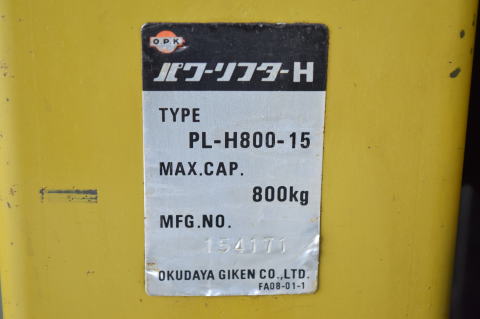 O.P.K
パワーリフターH
TYPE
PL-H800-15
MAX.CAP.
800kg
MFG.NO.
154171
OKUDAYA GIKEN CO.,LTD.
FA08-01-1